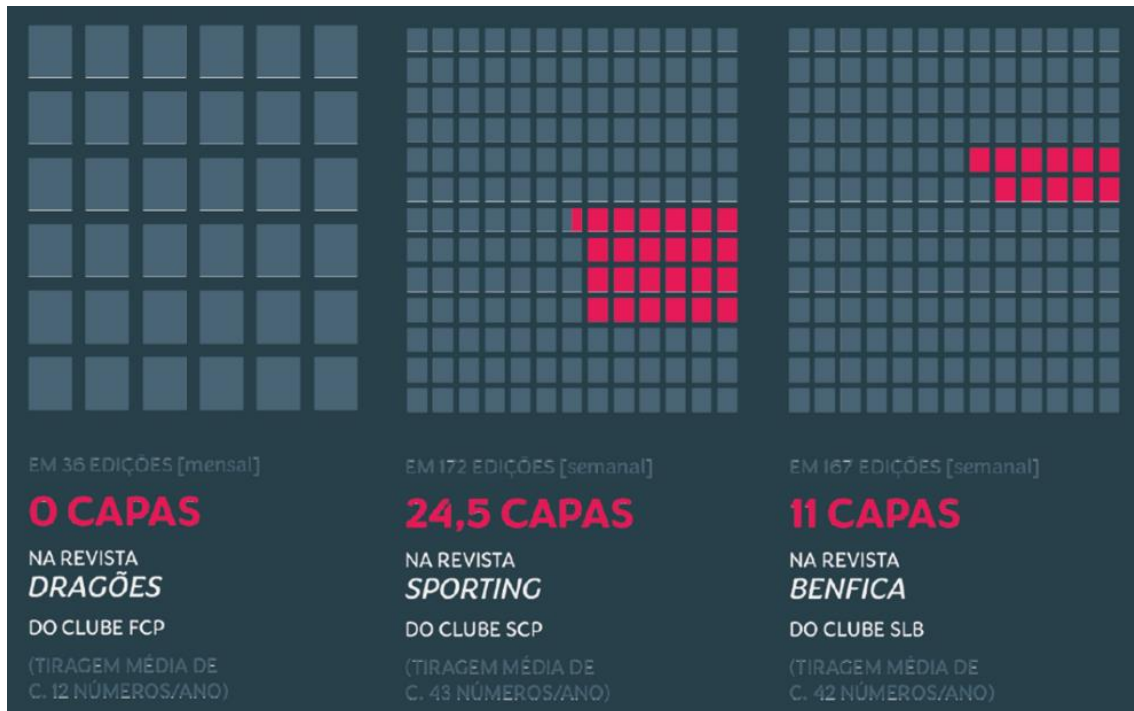 EM 36 EDIÇÕES [mensal]
0 CAPAS
NA REVISTA
DRAGÕES
DO CLUBE FCP
(TIRAGEM MÉDIA DE
C. 12 NÚMEROS/ANO)
EM 172 EDIÇÕES [semanal]
24,5 CAPAS
NA REVISTA
SPORTING
DO CLUBE SCP
(TIRAGEM MÉDIA DE
C. 43 NÚMEROS/ANO)
EM 167 EDIÇÕES [semanal]
11 CAPAS
NA REVISTA
BENFICA
DO CLUBE SLB
(TIRAGEM MÉDIA DE
C. 42 NÚMEROS/ANO)